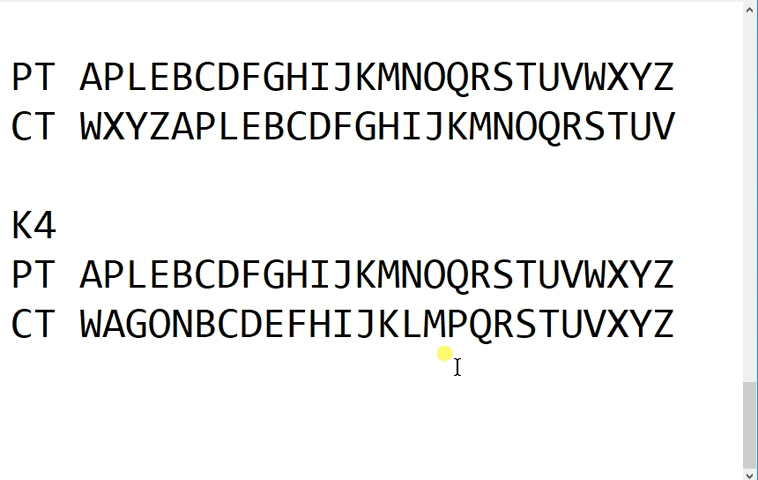 PT APLEBCDFGHIJKMNOQRSTUVWXYZ
CT WXYZAPLEBCDFGHIJKMNOQRSTUV
K4
PT APLEBCDFGHIJKMNOQRSTUVWXYZ
CT WAGONBCDEFHIJKLMPQRSTUVXYZ